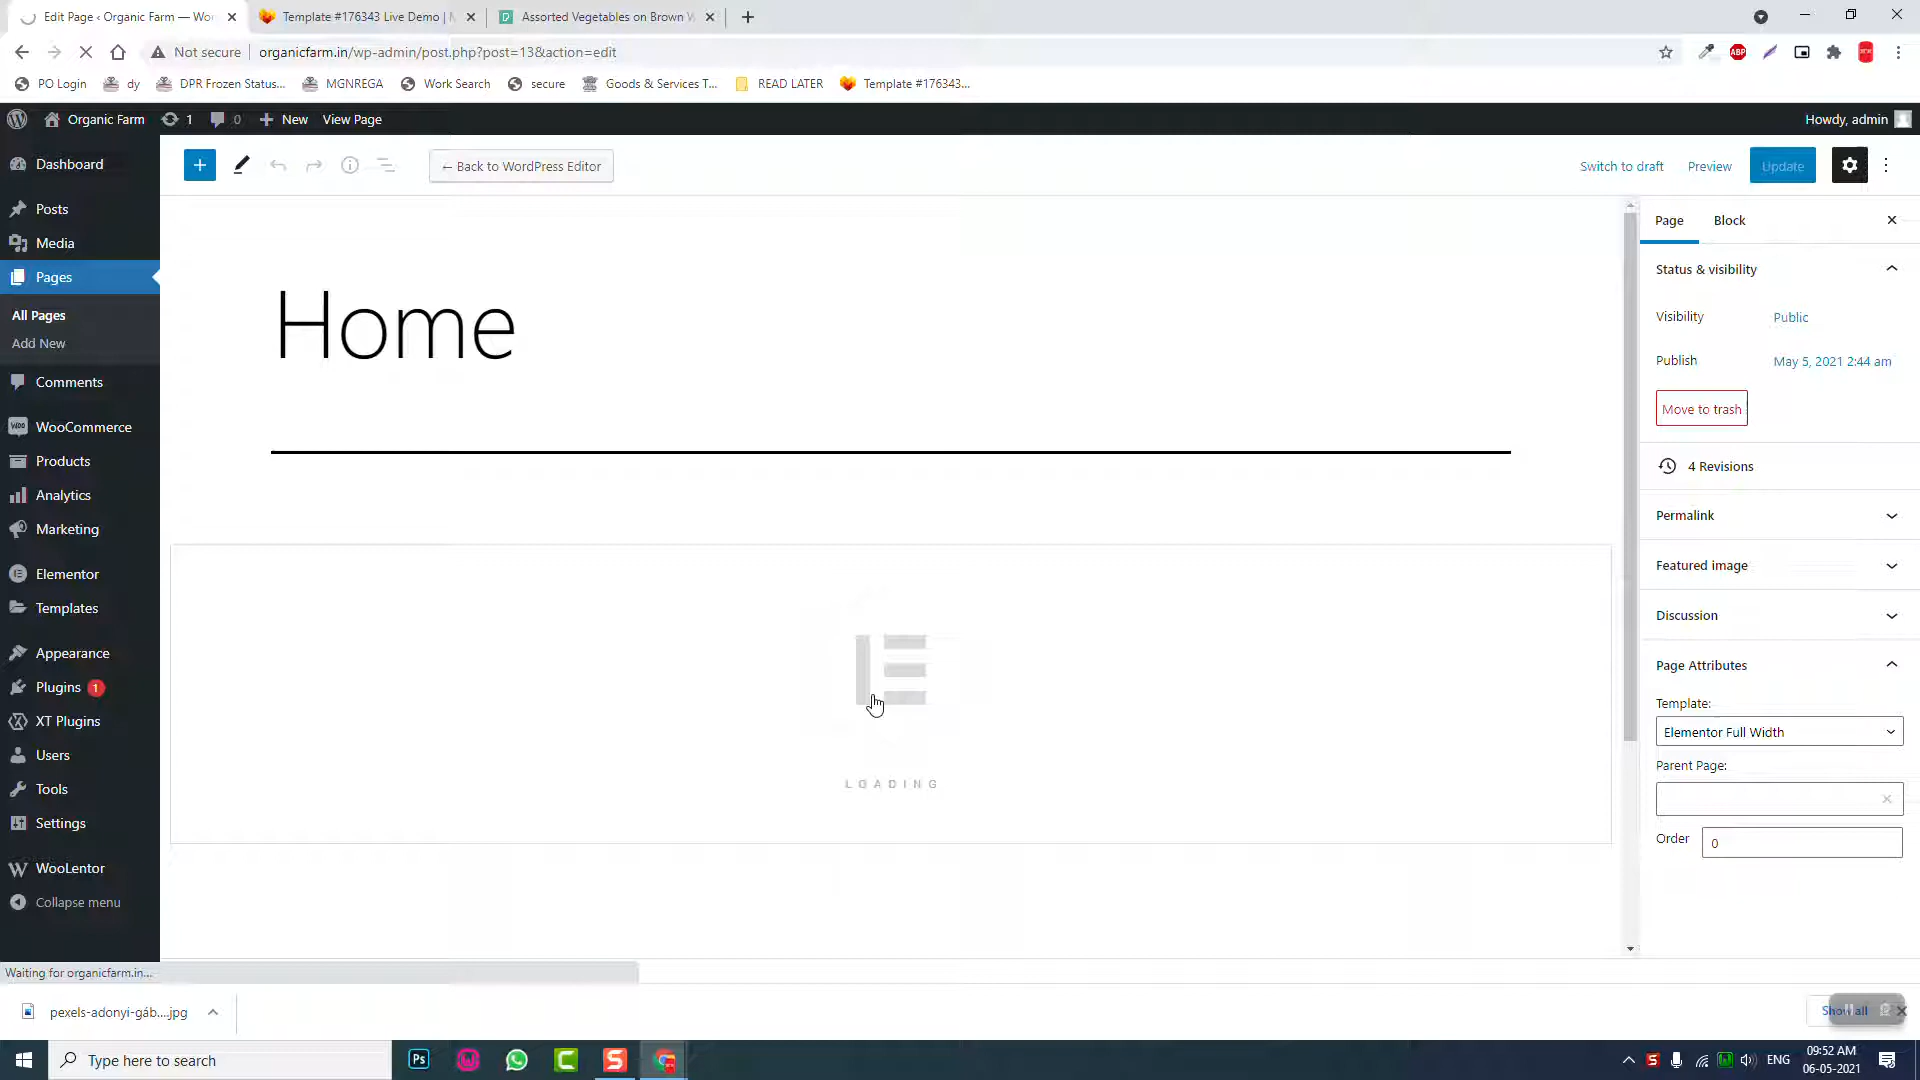 Edit Page ‹ Organic Farm — Wo
Template #176343 Live Demo |
Assorted Vegetables on Brown
Not secure
organicfarm.in/wp-admin/post.php?post=13&action=edit
ABP
PO Login
dy
DPR Frozen Status...
MGNREGA
Work Search
secure
Goods & Services T...
READ LATER
Template #176343...
Organic Farm
1
0
New
View Page
Howdy, admin
Dashboard
Posts
Media
Pages
All Pages
Add New
Comments
WooCommerce
Products
Analytics
Marketing
Elementor
Templates
Appearance
Plugins 1
XT Plugins
Users
Tools
Settings
WooLentor
Collapse menu
← Back to WordPress Editor
Switch to draft
Preview
Update
Home
LOADING
Page
Block
Status & visibility
Visibility
Public
Publish
May 5, 2021 2:44 am
Move to trash
4 Revisions
Permalink
Featured image
Discussion
Page Attributes
Template:
Elementor Full Width
Parent Page:
Order
0
Waiting for organicfarm.in...
pexels-adonyi-gáb....jpg
Show all
Type here to search
Ps
ENG
09:52 AM
06-05-2021